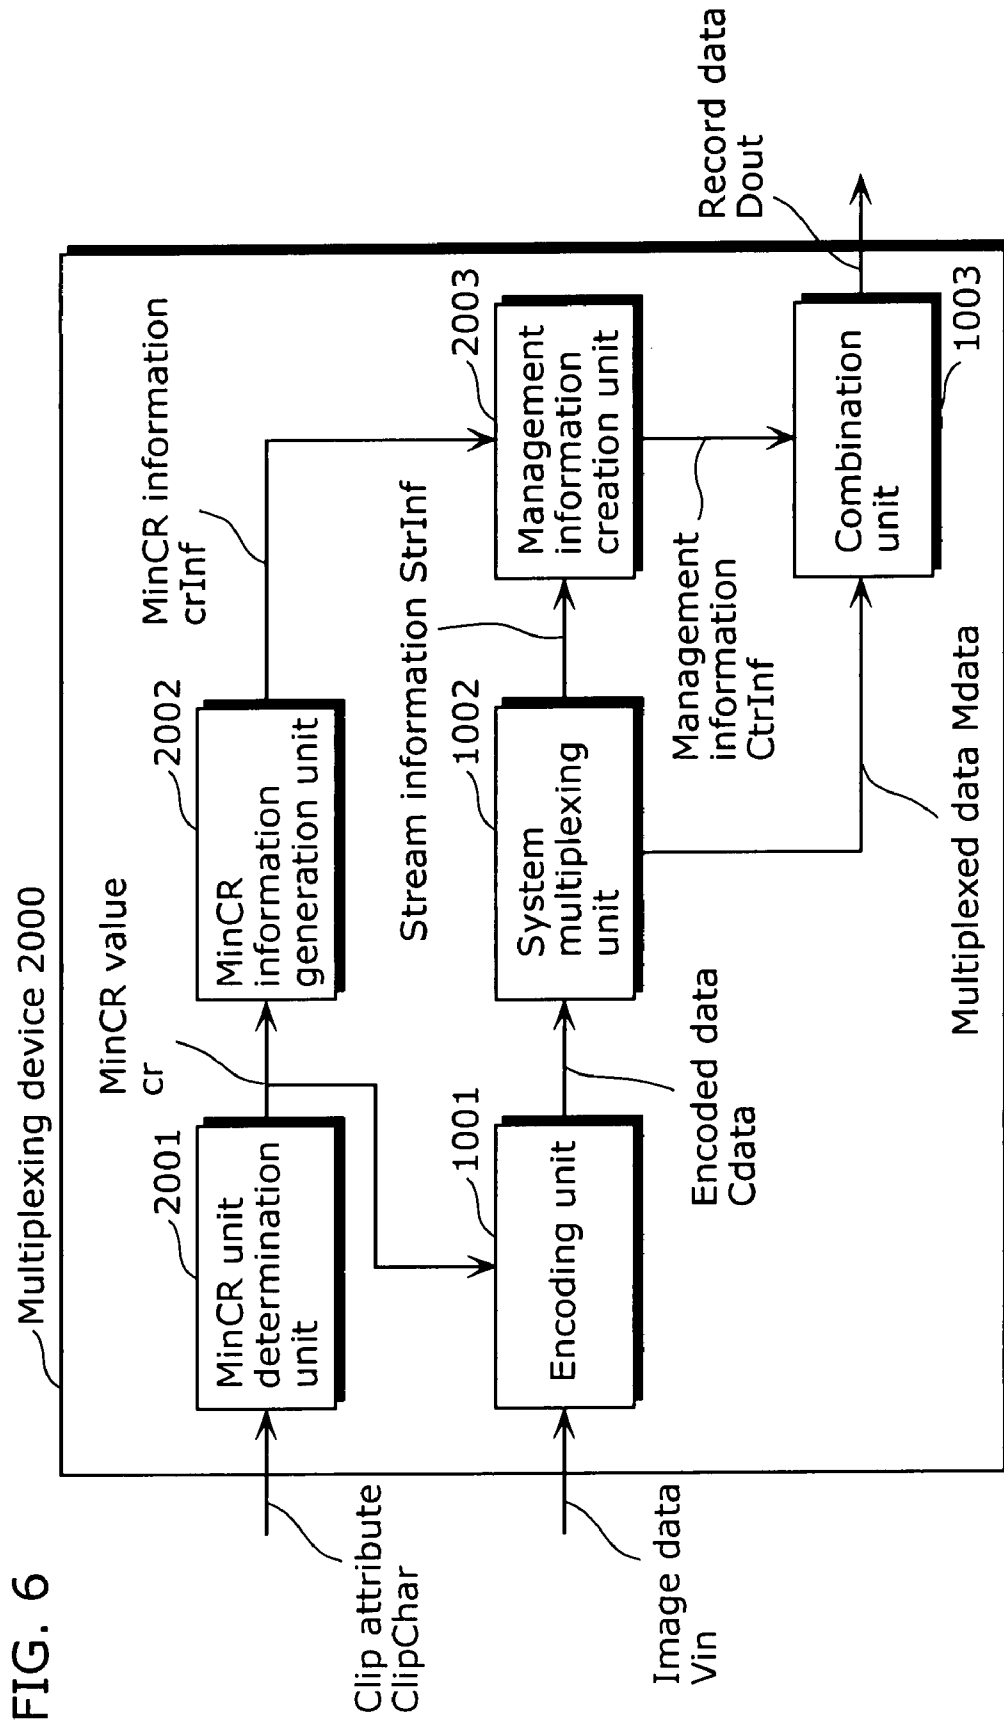 FIG. 6
Multiplexing device 2000
MinCR value
cr
MinCR information
crInf
2001
2002
Clip attribute
ClipChar
MinCR unit
determination
unit
MinCR
information
generation unit
Stream information StrInf
1001
1002
2003
Image data
Vin
Encoding unit
System
multiplexing
unit
Management
information
creation unit
Encoded data
Cdata
Management
information
CtrInf
Record data
Dout
Combination
unit
1003
Multiplexed data Mdata